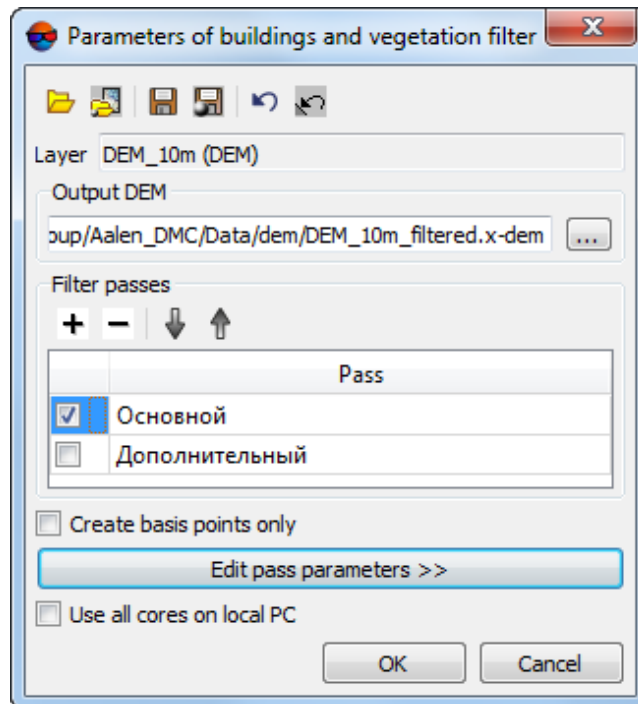 Parameters of buildings and vegetation filter
Layer DEM_10m (DEM)
Output DEM
oup/Aalen_DMC/Data/dem/DEM_10m_filtered.x-dem ...
Filter passes
Pass
Основной
Дополнительный
Create basis points only
Edit pass parameters >>
Use all cores on local PC
OK Cancel